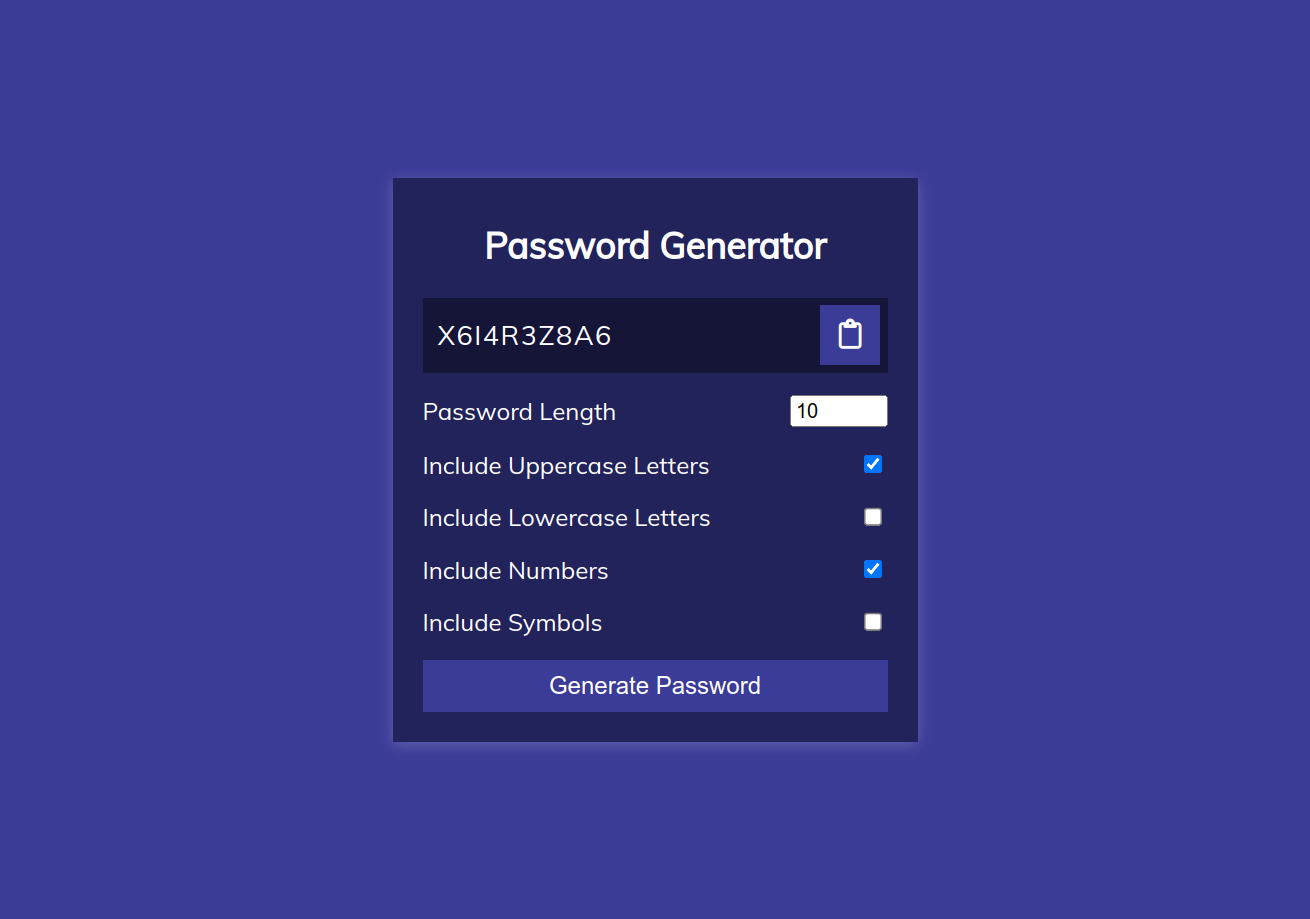 Password Generator
X6I4R3Z8A6
Password Length 10
Include Uppercase Letters
Include Lowercase Letters
Include Numbers
Include Symbols
Generate Password